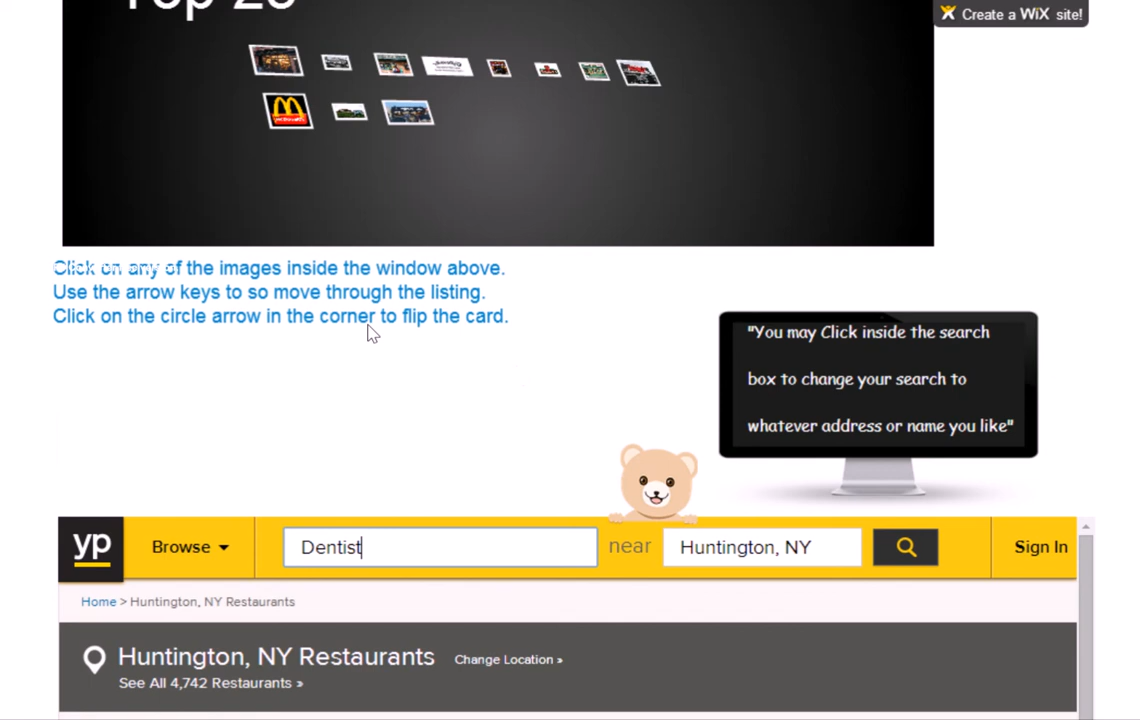 Top 25
Create a WiX site!
Click on any of the images inside the window above.
Use the arrow keys to so move through the listing.
Click on the circle arrow in the corner to flip the card.
"You may Click inside the search
box to change your search to
whatever address or name you like"
yp
Browse
Dentist
near
Huntington, NY
Sign In
Home > Huntington, NY Restaurants
Huntington, NY Restaurants
Change Location »
See All 4,742 Restaurants »